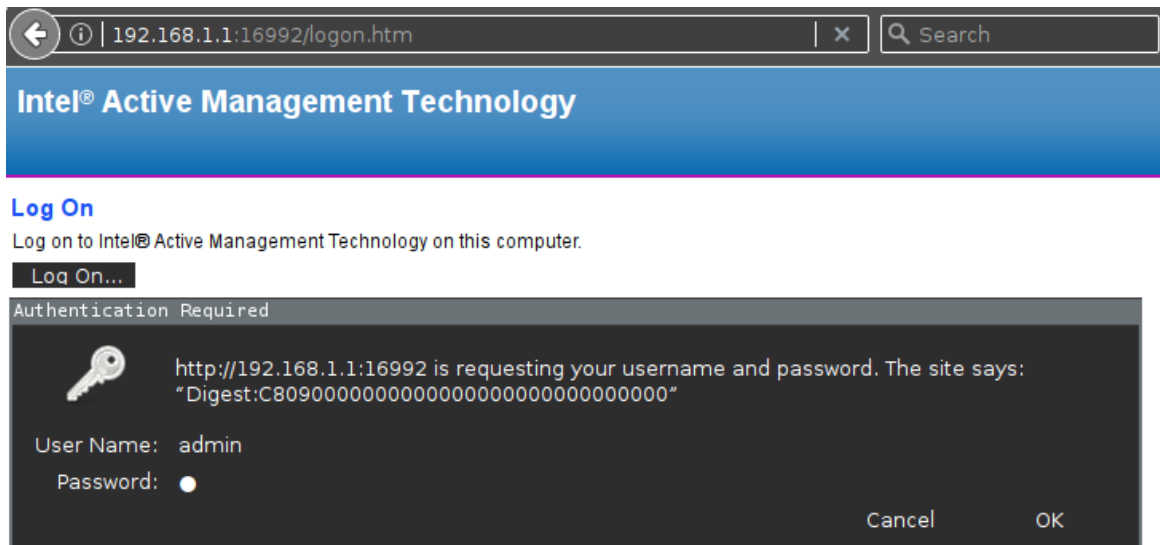 192.168.1.1:16992/logon.htm
Search
Intel® Active Management Technology
Log On
Log on to Intel® Active Management Technology on this computer.
Log On...
Authentication Required
http://192.168.1.1:16992 is requesting your username and password. The site says:
“Digest:C8090000000000000000000000000000”
User Name: admin
Password: ●
Cancel OK